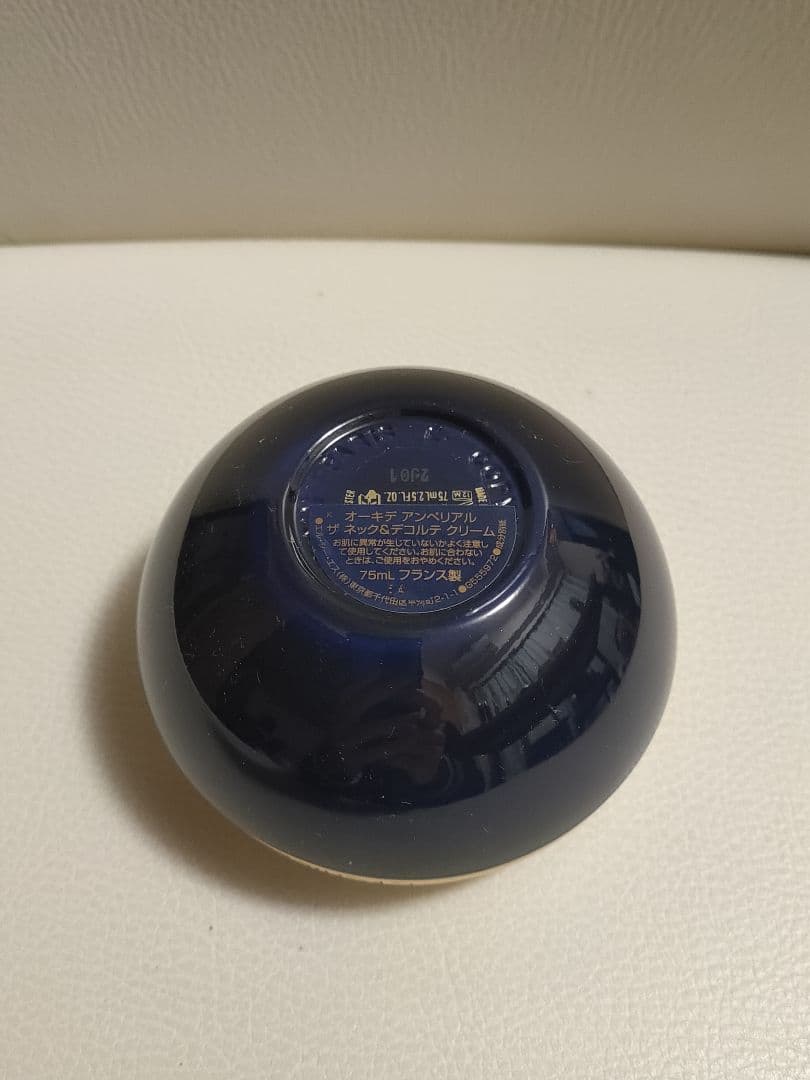 2J01
75mL 2.5FL.OZ.
12M
MADE
K
オーキデ アンペリアル
ザ ネック&デコルテ クリーム
お肌に異常が生じていないかよく注意し
て使用してください。お肌に合わない
ときは、ご使用をおやめください。
75mL フランス製
●G555972●